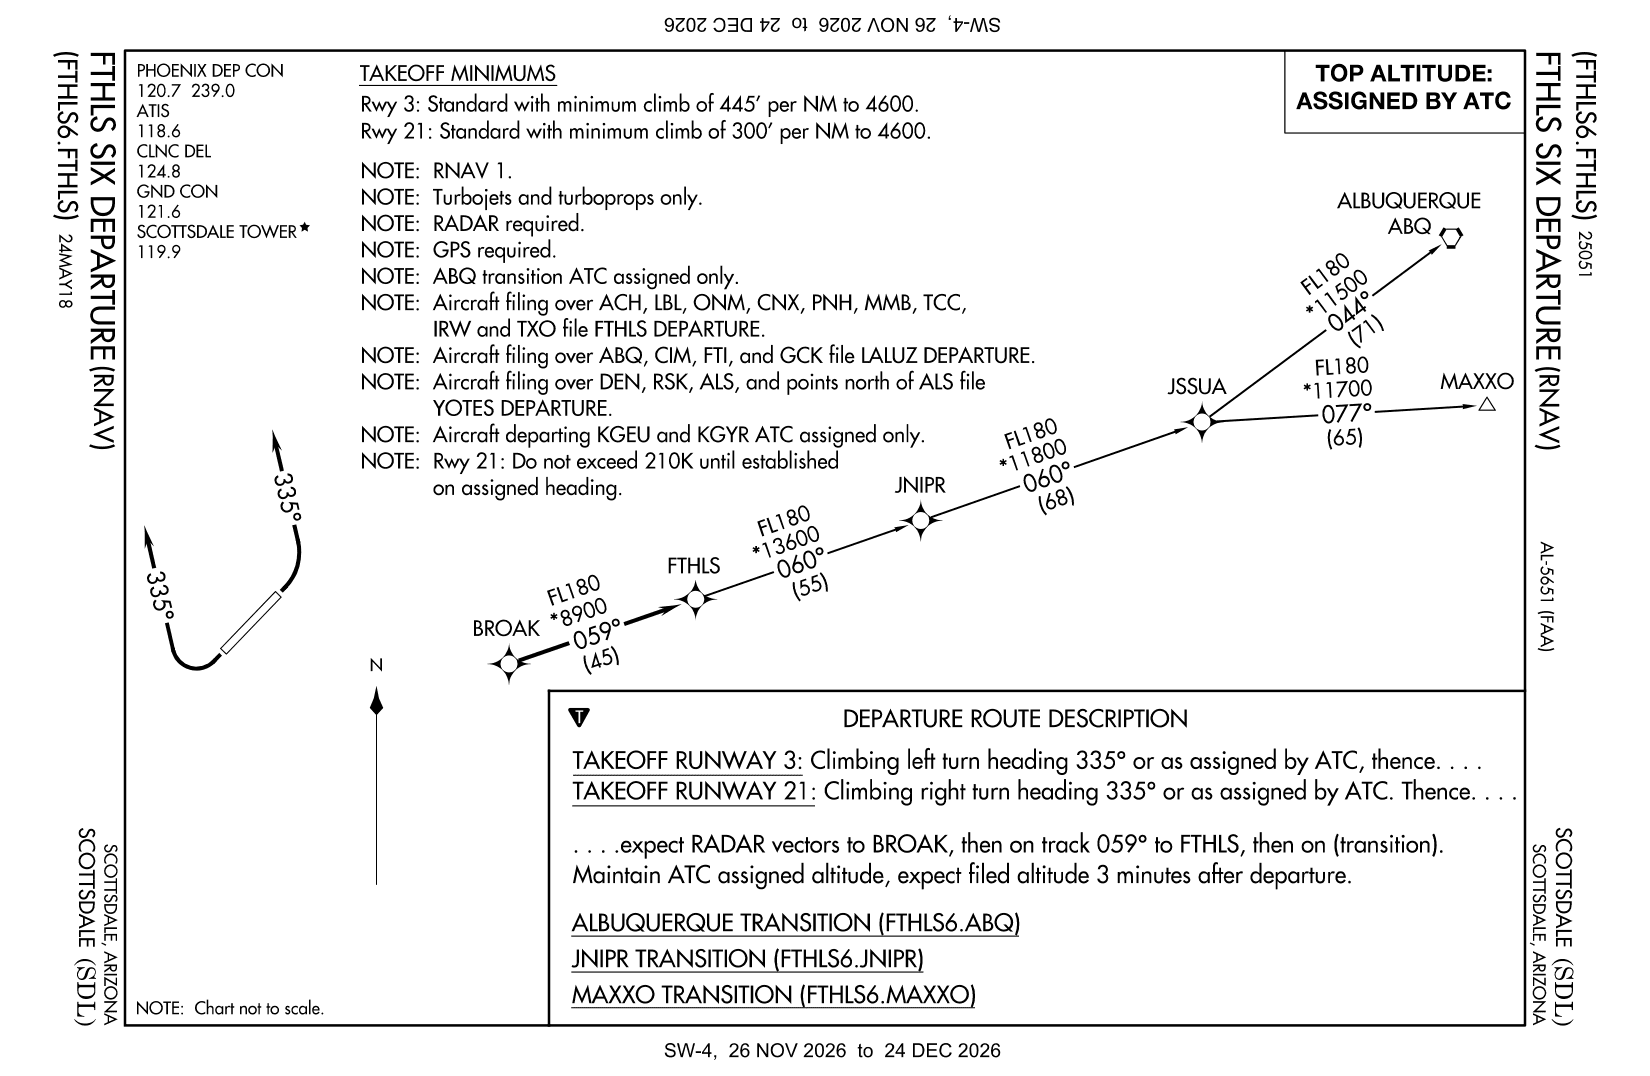 SW-4, 26 NOV 2026 to 24 DEC 2026
(FTHLS6.FTHLS) 24MAY18
FTHLS SIX DEPARTURE (RNAV)
SCOTTSDALE, ARIZONA
SCOTTSDALE (SDL)
PHOENIX DEP CON
120.7 239.0
ATIS
118.6
CLNC DEL
124.8
GND CON
121.6
SCOTTSDALE TOWER★
119.9
TAKEOFF MINIMUMS
Rwy 3: Standard with minimum climb of 445’ per NM to 4600.
Rwy 21: Standard with minimum climb of 300’ per NM to 4600.
NOTE: RNAV 1.
NOTE: Turbojets and turboprops only.
NOTE: RADAR required.
NOTE: GPS required.
NOTE: ABQ transition ATC assigned only.
NOTE: Aircraft filing over ACH, LBL, ONM, CNX, PNH, MMB, TCC,
IRW and TXO file FTHLS DEPARTURE.
NOTE: Aircraft filing over ABQ, CIM, FTI, and GCK file LALUZ DEPARTURE.
NOTE: Aircraft filing over DEN, RSK, ALS, and points north of ALS file
YOTES DEPARTURE.
NOTE: Aircraft departing KGEU and KGYR ATC assigned only.
NOTE: Rwy 21: Do not exceed 210K until established
on assigned heading.
TOP ALTITUDE:
ASSIGNED BY ATC
ALBUQUERQUE
ABQ
FL180
*11500
044°
(71)
FL180
*11700
077°
(65)
MAXXO
JSSUA
FL180
*11800
060°
(68)
JNIPR
FL180
*13600
060°
(55)
FTHLS
FL180
*8900
059°
(45)
BROAK
335°
335°
N
NOTE: Chart not to scale.
T
DEPARTURE ROUTE DESCRIPTION
TAKEOFF RUNWAY 3: Climbing left turn heading 335° or as assigned by ATC, thence. . . .
TAKEOFF RUNWAY 21: Climbing right turn heading 335° or as assigned by ATC. Thence. . . .
. . . .expect RADAR vectors to BROAK, then on track 059° to FTHLS, then on (transition).
Maintain ATC assigned altitude, expect filed altitude 3 minutes after departure.
ALBUQUERQUE TRANSITION (FTHLS6.ABQ)
JNIPR TRANSITION (FTHLS6.JNIPR)
MAXXO TRANSITION (FTHLS6.MAXXO)
(FTHLS6.FTHLS) 25051
FTHLS SIX DEPARTURE (RNAV)
AL-5651 (FAA)
SCOTTSDALE (SDL)
SCOTTSDALE, ARIZONA
SW-4, 26 NOV 2026 to 24 DEC 2026